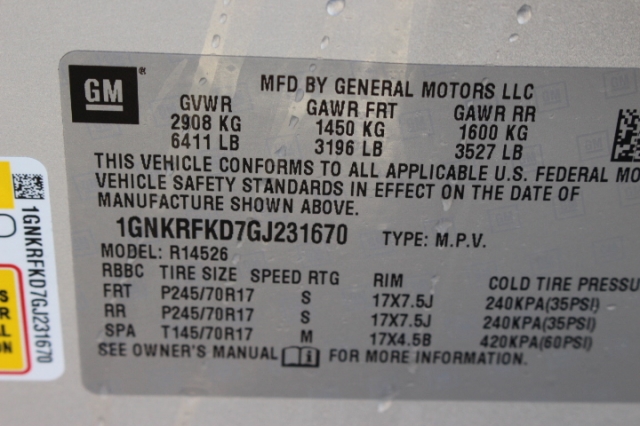 GM
MFD BY GENERAL MOTORS LLC
GVWR GAWR FRT GAWR RR
2908 KG 1450 KG 1600 KG
6411 LB 3196 LB 3527 LB
THIS VEHICLE CONFORMS TO ALL APPLICABLE U.S. FEDERAL
VEHICLE SAFETY STANDARDS IN EFFECT ON THE DATE OF
MANUFACTURE SHOWN ABOVE.
1GNKRFKD7GJ231670 TYPE: M.P.V.
MODEL: R14526
RBBC TIRE SIZE SPEED RTG RIM COLD TIRE
FRT P245/70R17 S 17X7.5J 240KPA(35PSI)
RR P245/70R17 S 17X7.5J 240KPA(35PSI)
SPA T145/70R17 M 17X4.5B 420KPA(60PSI)
SEE OWNER'S MANUAL FOR MORE INFORMATION.
1GNKRFKD7GJ231670